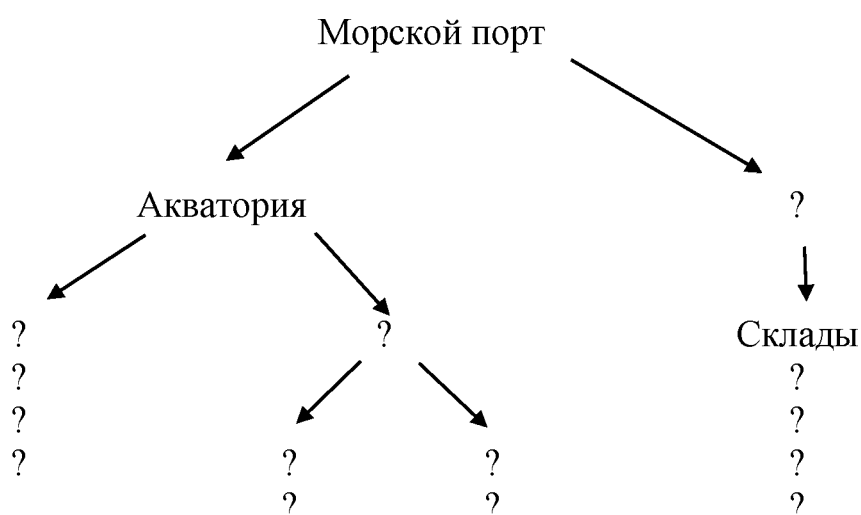 Морской порт
Акватория ?
? ? Склады
? ?
? ?
? ? ? ?
? ? ?